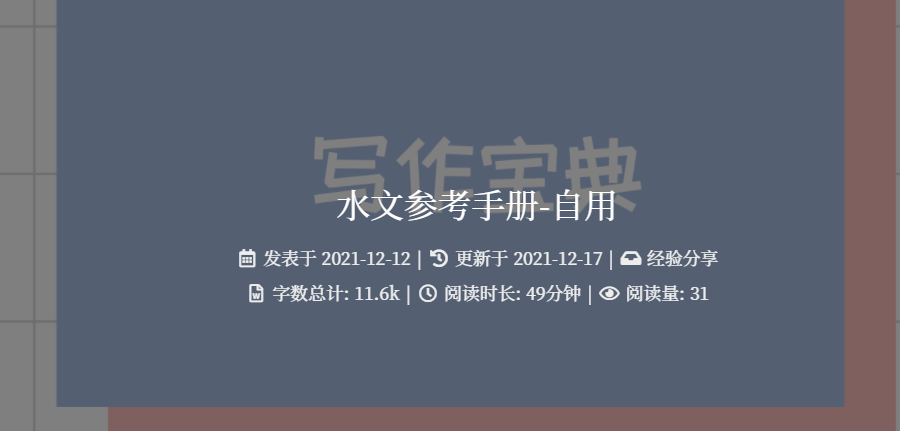 写作宝典
水文参考手册-自用
发表于 2021-12-12 | 更新于 2021-12-17 | 经验分享
字数总计: 11.6k | 阅读时长: 49分钟 | 阅读量: 31